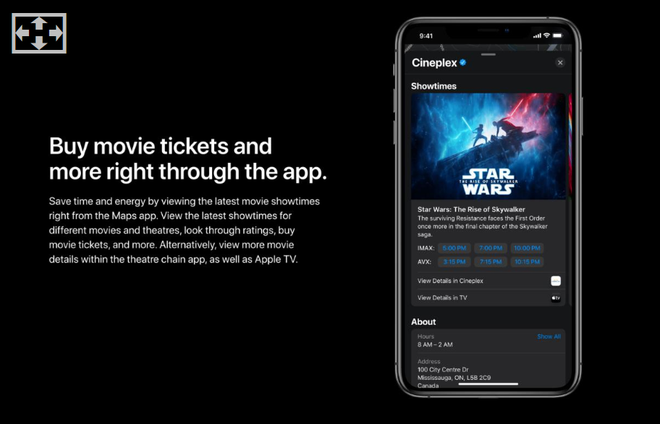 Buy movie tickets and
more right through the app.
Save time and energy by viewing the latest movie showtimes
right from the Maps app. View the latest showtimes for
different movies and theatres, look through ratings, buy
movie tickets, and more. Alternatively, view more movie
details within the theatre chain app, as well as Apple TV.
9:41
Cineplex
Showtimes
STAR
THE RISE OF SKYWALKER
WARS
Star Wars: The Rise of Skywalker
The surviving Resistance faces the First Order
once more in the final chapter of the Skywalker
saga.
IMAX: 5:00 PM 7:00 PM 10:00 PM
AVX: 3:15 PM 7:15 PM 10:15 PM
View Details in Cineplex
View Details in TV
About
Hours Show All
8 AM – 2 AM
Address
100 City Centre Dr
Mississauga, ON, L5B 2C9
Canada